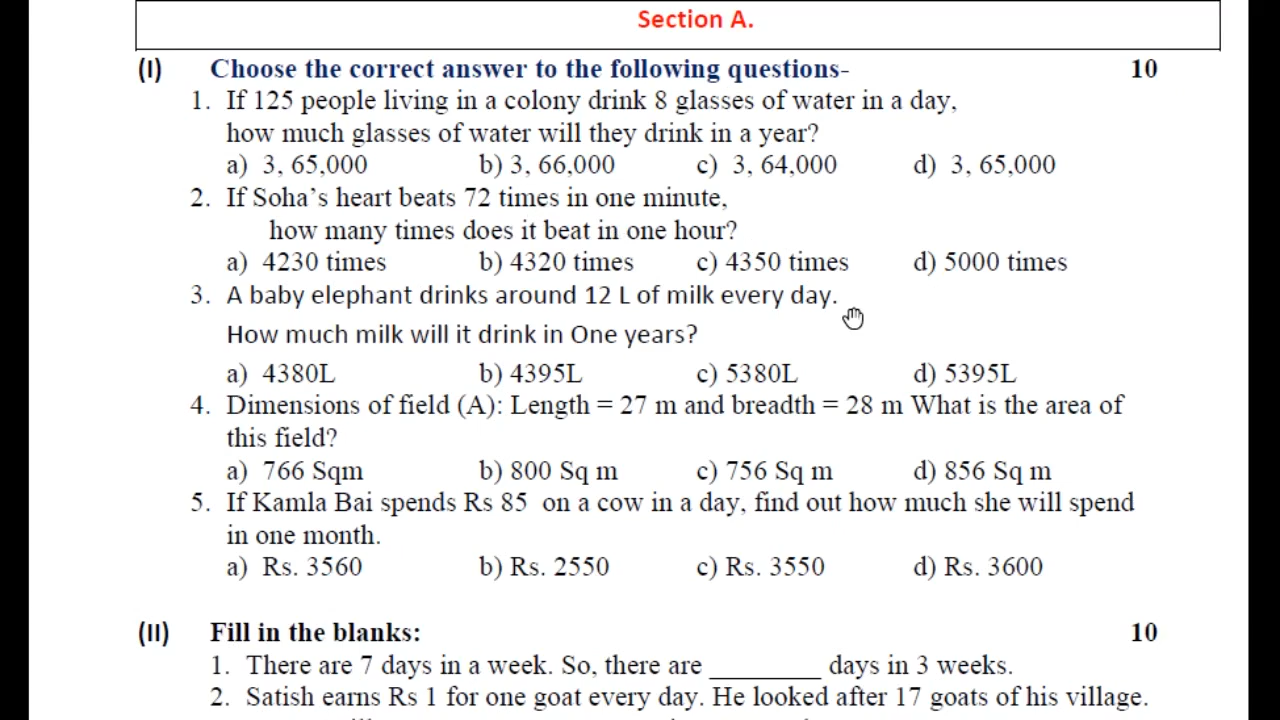 Section A.
(I) Choose the correct answer to the following questions- 10
1. If 125 people living in a colony drink 8 glasses of water in a day,
how much glasses of water will they drink in a year?
a) 3, 65,000 b) 3, 66,000 c) 3, 64,000 d) 3, 65,000
2. If Soha’s heart beats 72 times in one minute,
how many times does it beat in one hour?
a) 4230 times b) 4320 times c) 4350 times d) 5000 times
3. A baby elephant drinks around 12 L of milk every day.
How much milk will it drink in One years?
a) 4380L b) 4395L c) 5380L d) 5395L
4. Dimensions of field (A): Length = 27 m and breadth = 28 m What is the area of
this field?
a) 766 Sqm b) 800 Sq m c) 756 Sq m d) 856 Sq m
5. If Kamla Bai spends Rs 85 on a cow in a day, find out how much she will spend
in one month.
a) Rs. 3560 b) Rs. 2550 c) Rs. 3550 d) Rs. 3600
(II) Fill in the blanks: 10
1. There are 7 days in a week. So, there are ________ days in 3 weeks.
2. Satish earns Rs 1 for one goat every day. He looked after 17 goats of his village.